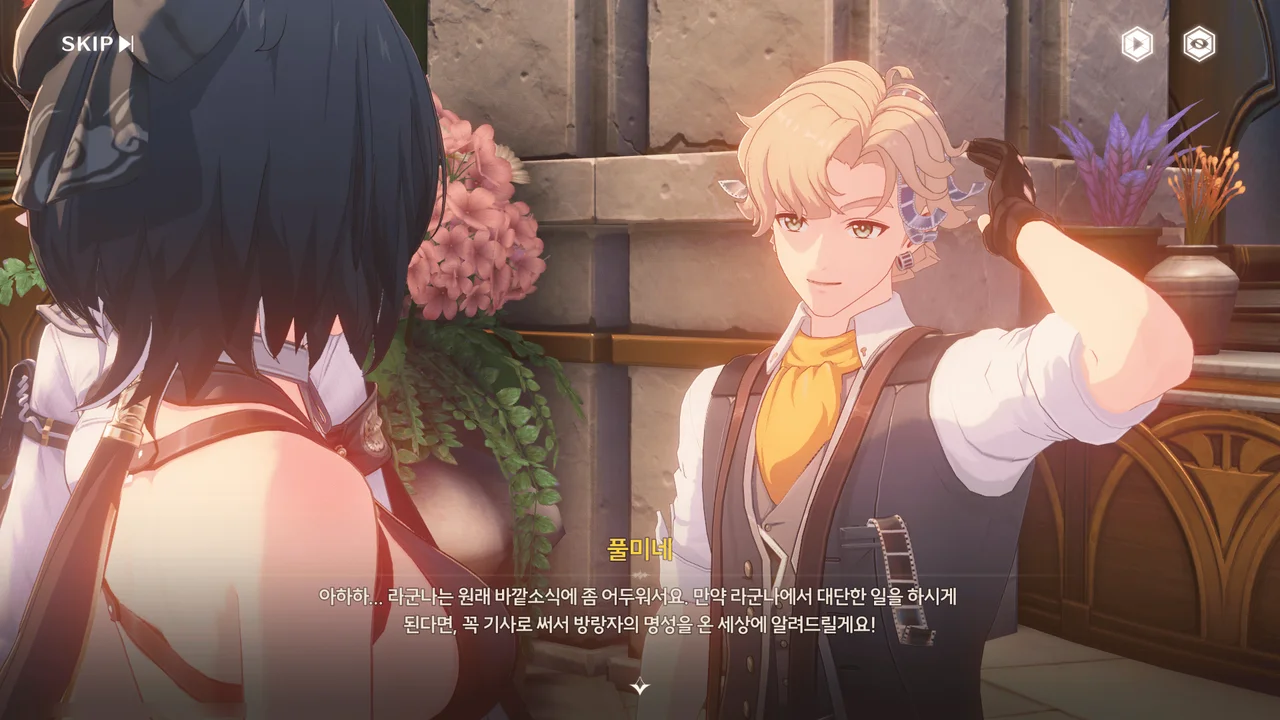 SKIP
풀미네
아하하... 라군나는 원래 바깥소식에 좀 어두워서요. 만약 라군나에서 대단한 일을 하시게
된다면, 꼭 기사로 써서 방랑자의 명성을 온 세상에 알려드릴게요!